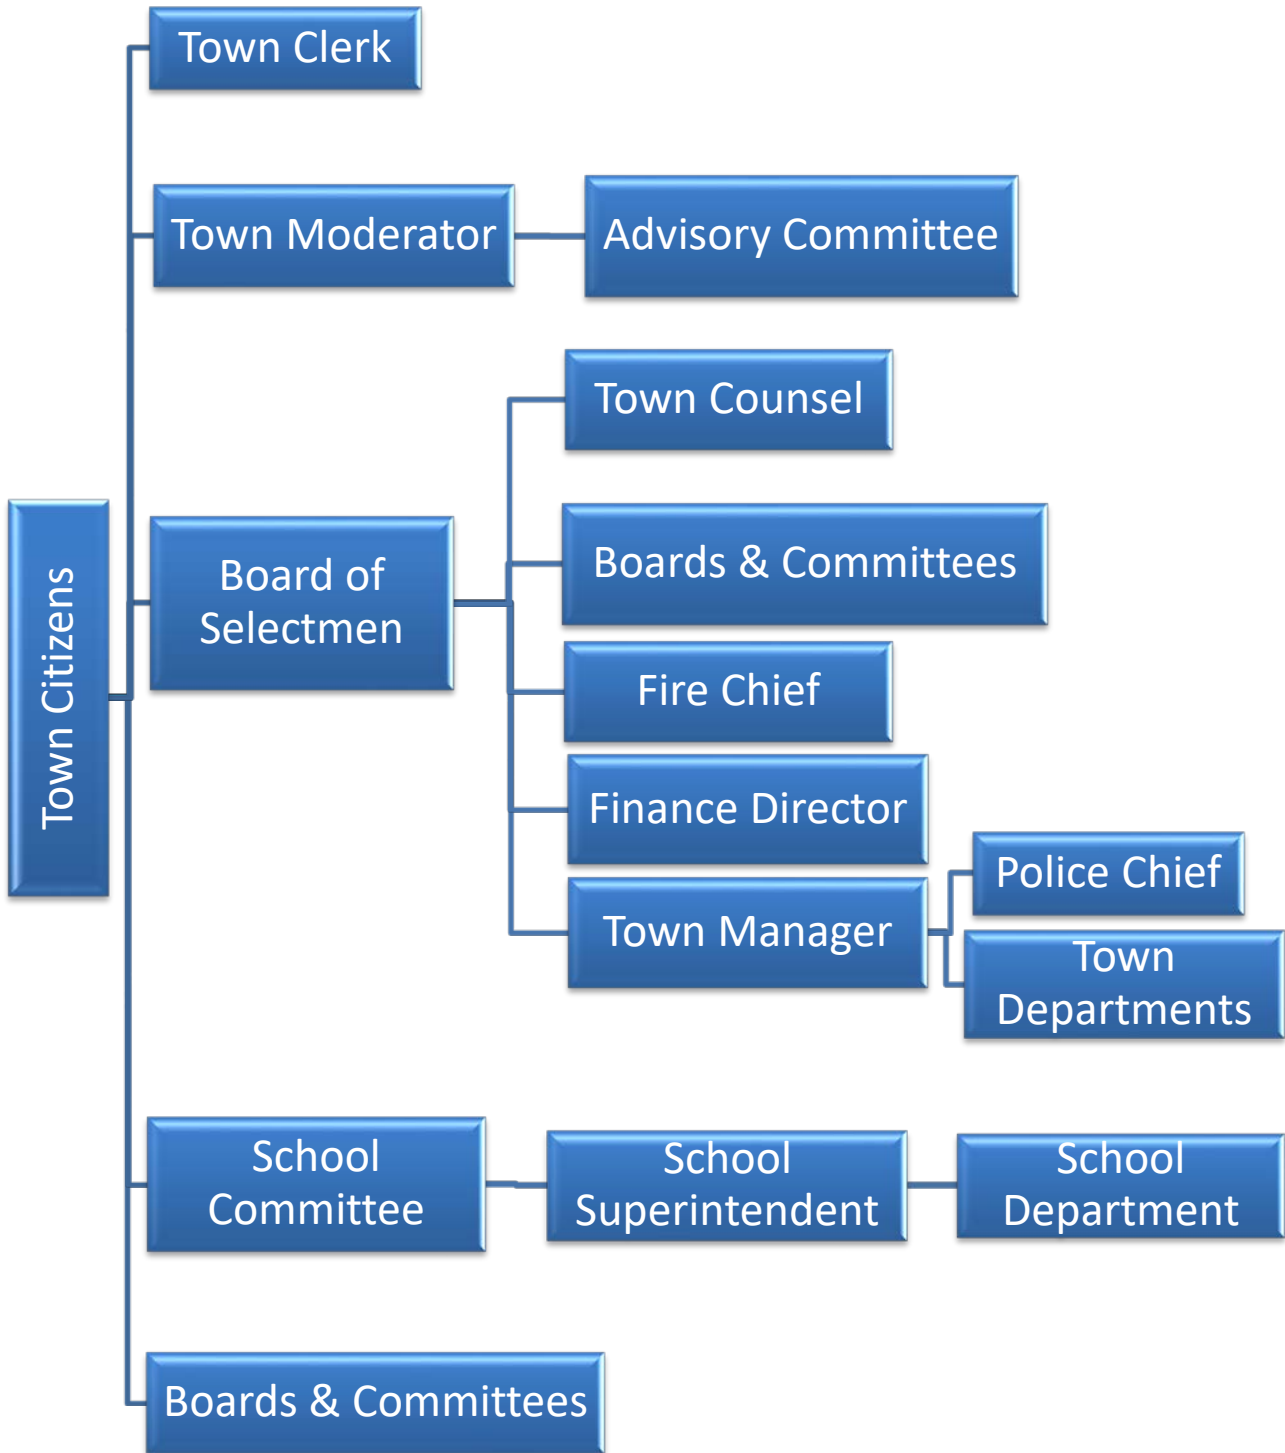 Town Clerk
Town Moderator
Advisory Committee
Town Counsel
Boards & Committees
Board of
Selectmen
Fire Chief
Town Citizens
Finance Director
Police Chief
Town Manager
Town
Departments
School
Committee
School
Superintendent
School
Department
Boards & Committees